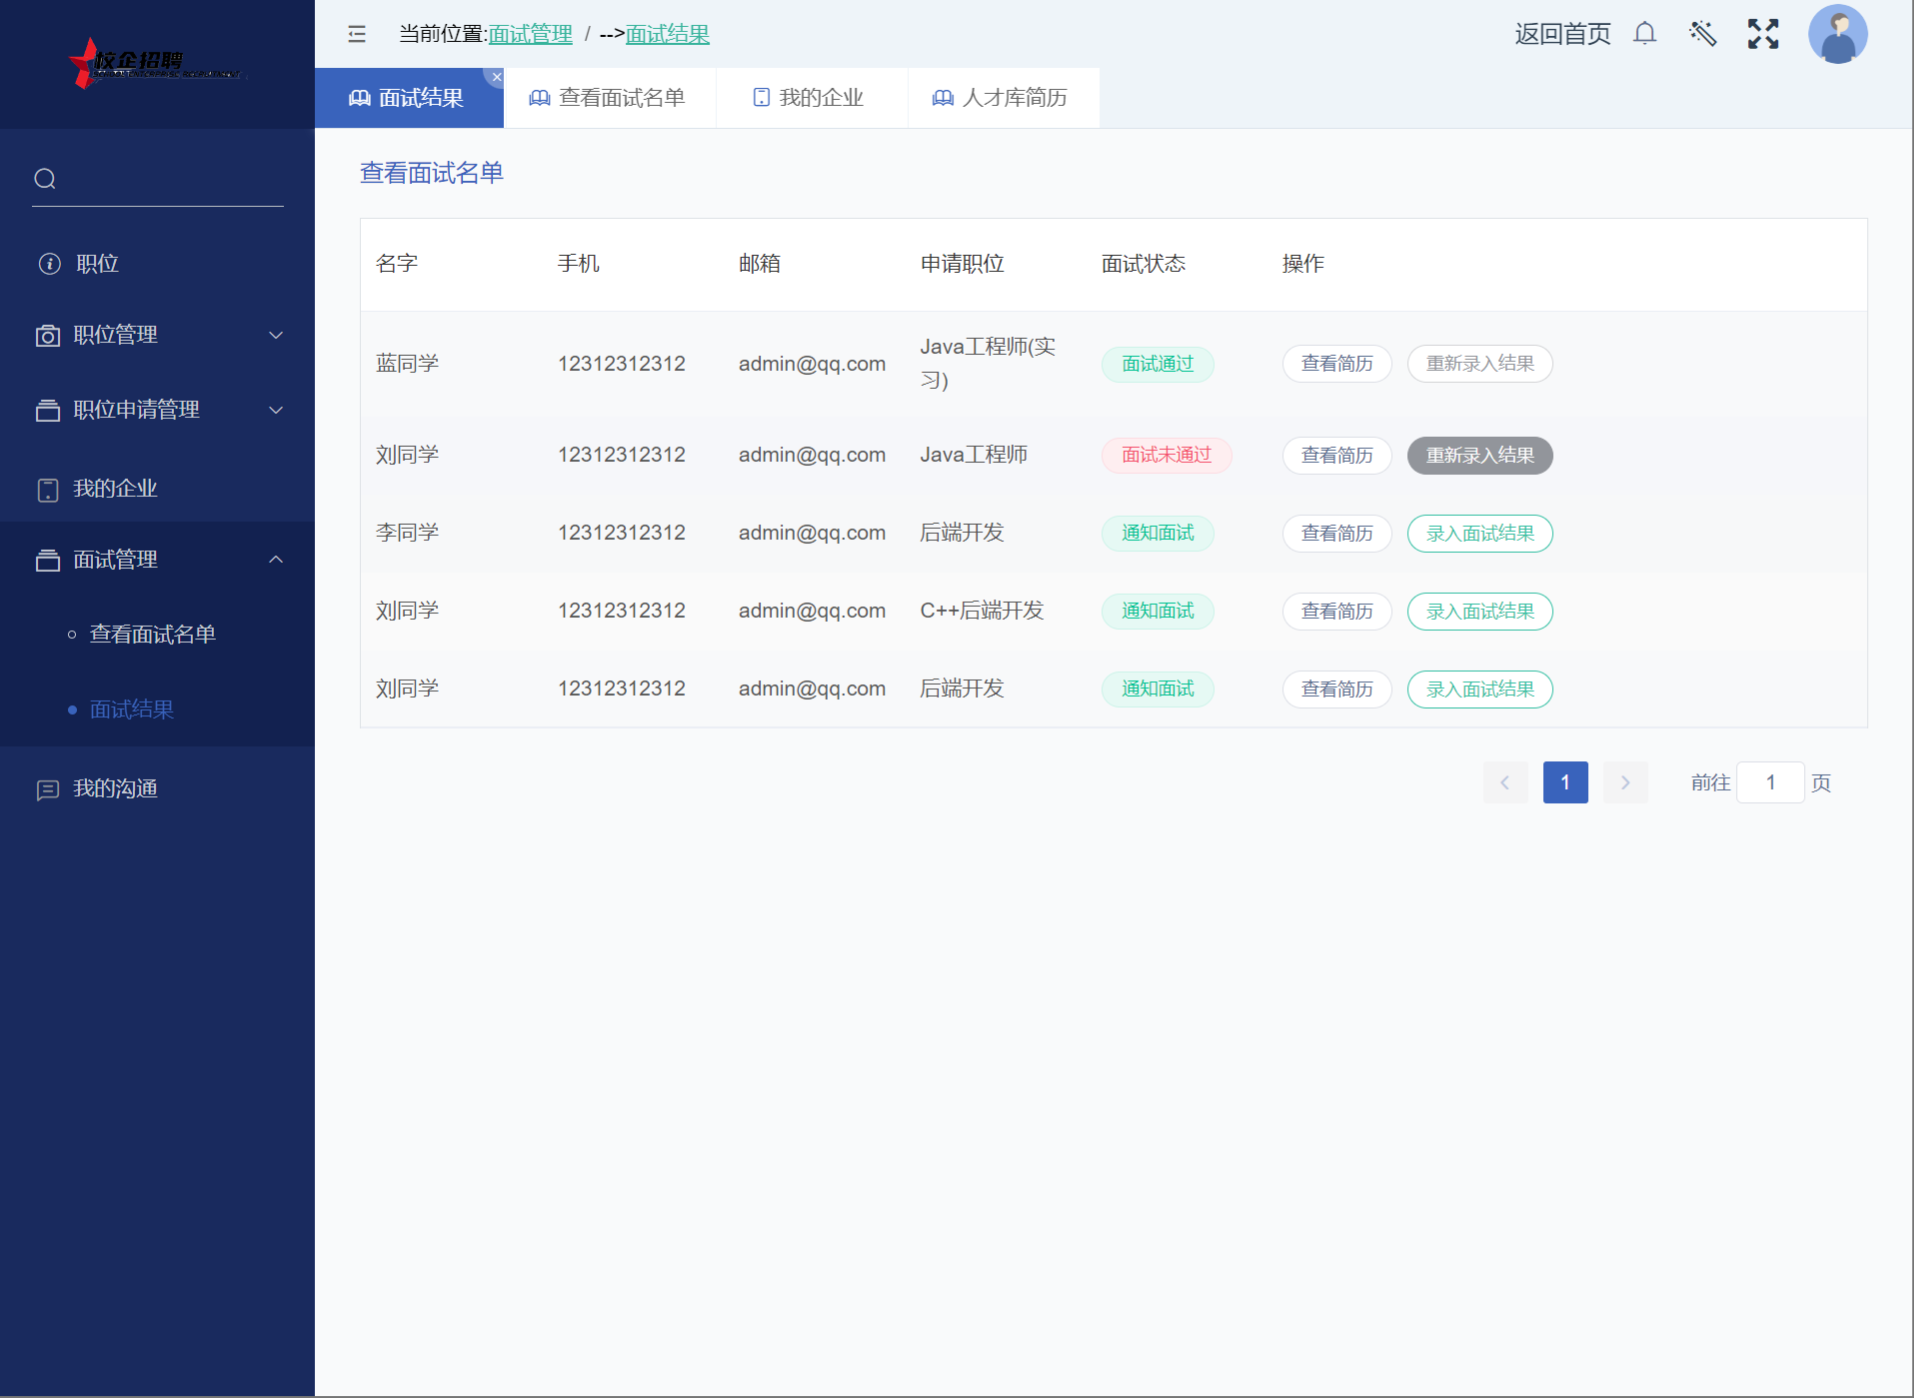 校企招聘
当前位置:面试管理 / -->面试结果
返回首页
面试结果
查看面试名单
我的企业
人才库简历
职位
职位管理
职位申请管理
我的企业
面试管理
查看面试名单
面试结果
我的沟通
查看面试名单
名字 手机 邮箱 申请职位 面试状态 操作
蓝同学 12312312312 admin@qq.com Java工程师(实
习) 面试通过 查看简历 重新录入结果
刘同学 12312312312 admin@qq.com Java工程师 面试未通过 查看简历 重新录入结果
李同学 12312312312 admin@qq.com 后端开发 通知面试 查看简历 录入面试结果
刘同学 12312312312 admin@qq.com C++后端开发 通知面试 查看简历 录入面试结果
刘同学 12312312312 admin@qq.com 后端开发 通知面试 查看简历 录入面试结果
1 前往 1 页